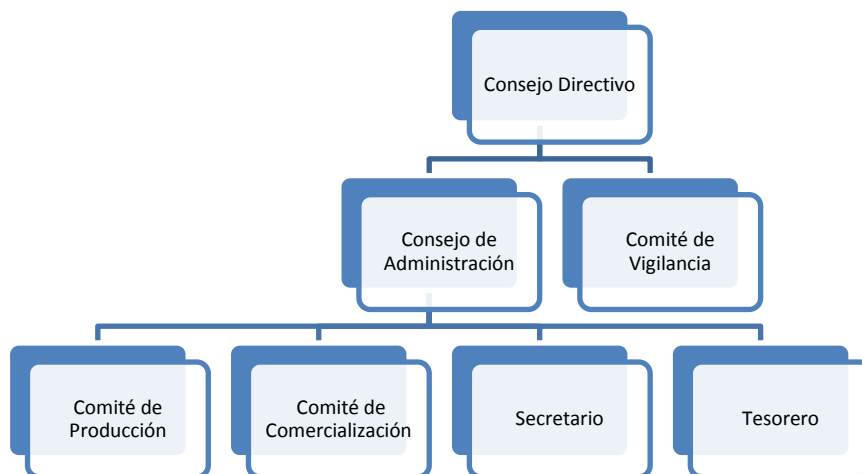 Consejo Directivo
Consejo de
Administración
Comité de
Vigilancia
Comité de
Producción
Comité de
Comercialización
Secretario
Tesorero